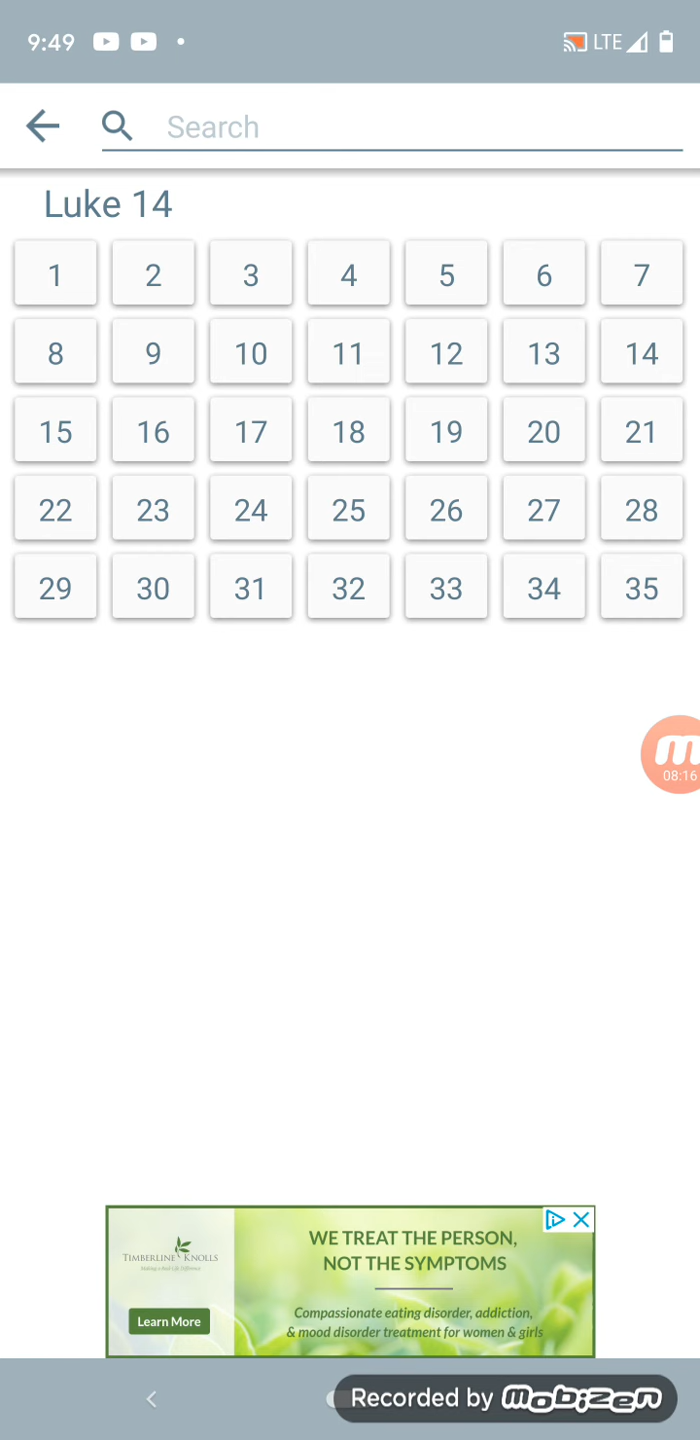 9:49 LTE
Search
Luke 14
1 2 3 4 5 6 7
8 9 10 11 12 13 14
15 16 17 18 19 20 21
22 23 24 25 26 27 28
29 30 31 32 33 34 35
m
08:16
TIMBERLINE KNOLLS
Learn More
WE TREAT THE PERSON,
NOT THE SYMPTOMS
Compassionate eating disorder, addiction,
& mood disorder treatment for women & girls
Recorded by mobizen